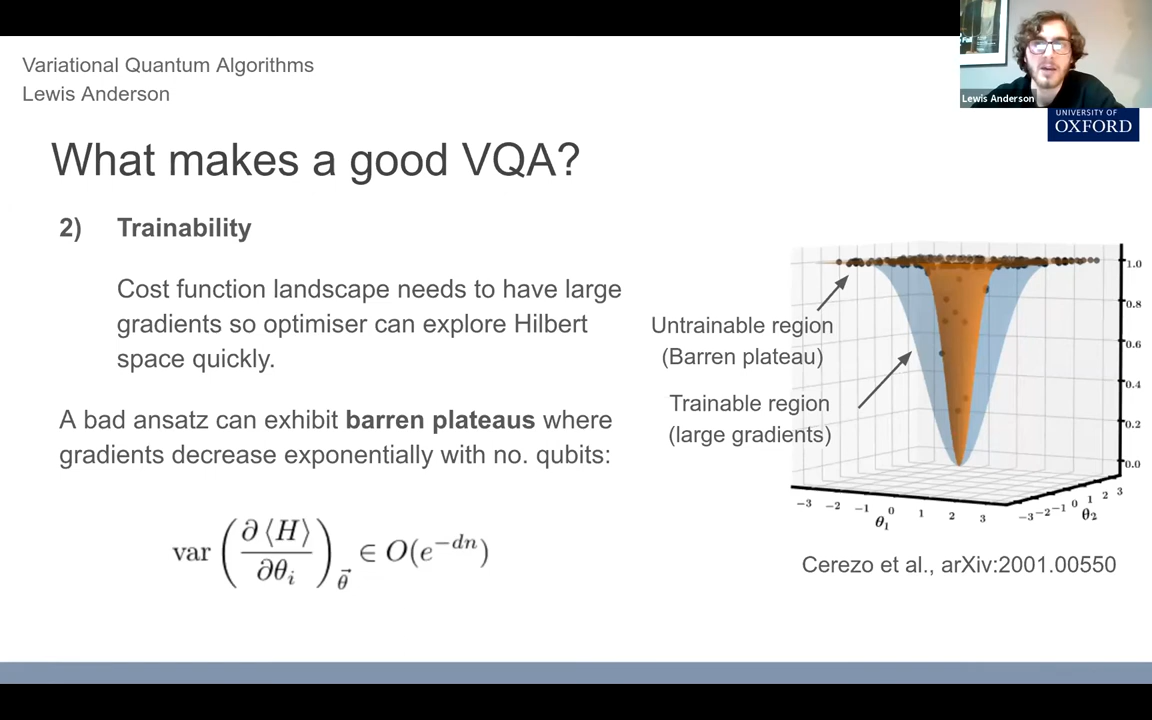 Variational Quantum Algorithms
Lewis Anderson
Lewis Anderson
UNIVERSITY OF
OXFORD
What makes a good VQA?
2) Trainability
Cost function landscape needs to have large
gradients so optimiser can explore Hilbert
space quickly.
A bad ansatz can exhibit barren plateaus where
gradients decrease exponentially with no. qubits:
var (∂⟨H⟩/∂θ_i)_θ⃗ ∈ O(e^{−dn})
Untrainable region
(Barren plateau)
Trainable region
(large gradients)
1.0
0.8
0.6
0.4
0.2
0.0
−3 −2 −1 0 1 2 3
θ₁
−3 −2 −1 0 1 2 3
θ₂
Cerezo et al., arXiv:2001.00550